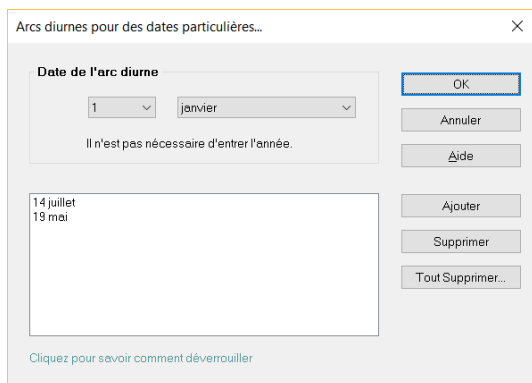 Arcs diurnes pour des dates particulières...
Date de l'arc diurne
1
janvier
Il n'est pas nécessaire d'entrer l'année.
OK
Annuler
Aide
14 juillet
19 mai
Ajouter
Supprimer
Tout Supprimer...
Cliquez pour savoir comment déverrouiller